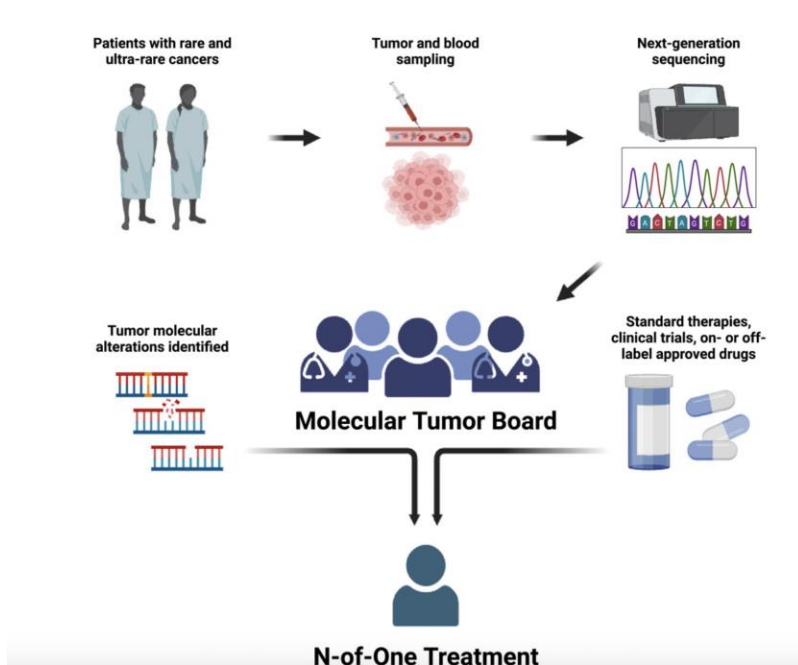 Patients with rare and
ultra-rare cancers
Tumor and blood
sampling
Next-generation
sequencing
G A C T A G T C T G
Tumor molecular
alterations identified
Molecular Tumor Board
Standard therapies,
clinical trials, on- or off-
label approved drugs
N-of-One Treatment